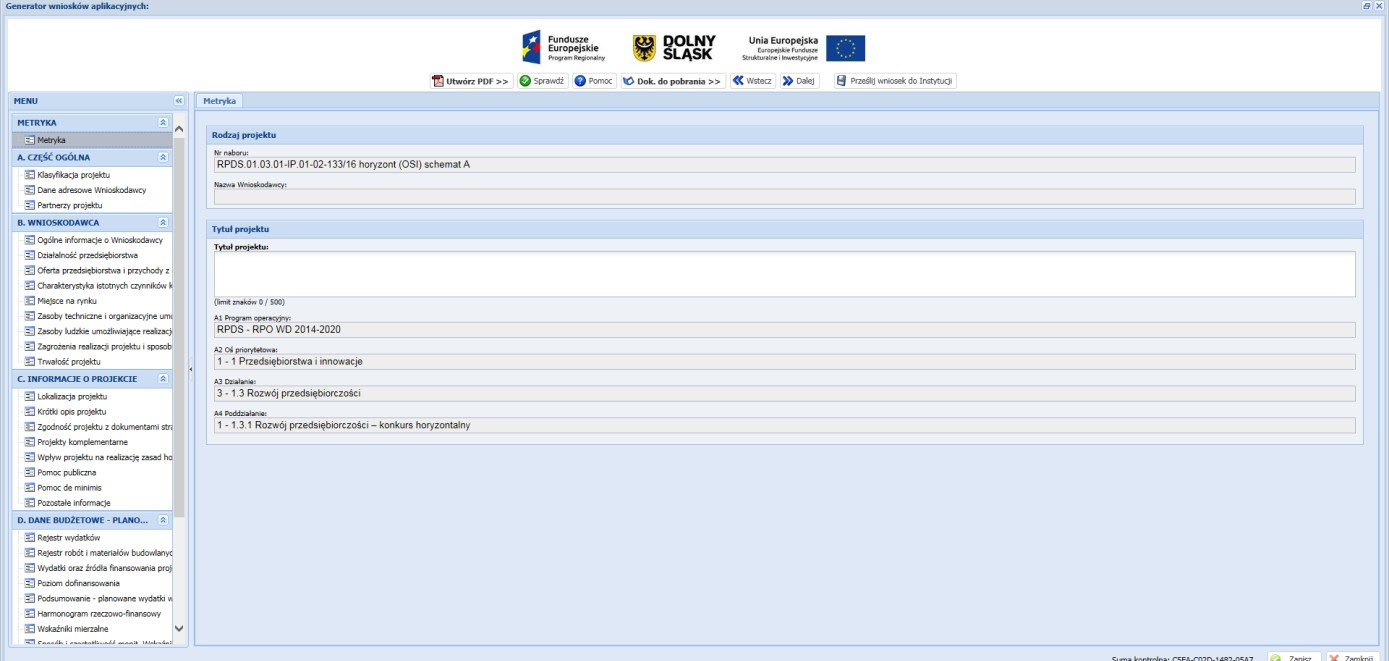 Generator wniosków aplikacyjnych:
Fundusze
Europejskie
Program Regionalny
DOLNY
ŚLĄSK
Unia Europejska
Europejskie Fundusze
Strukturalne i Inwestycyjne
Utwórz PDF >>
Sprawdź
Pomoc
Dok. do pobrania >>
Wstecz
Dalej
Prześlij wniosek do Instytucji
MENU
METRYKA
Metryka
A. CZĘŚĆ OGÓLNA
Klasyfikacja projektu
Dane adresowe Wnioskodawcy
Partnerzy projektu
B. WNIOSKODAWCA
Ogólne informacje o Wnioskodawcy
Działalność przedsiębiorstwa
Oferta przedsiębiorstwa i przychody z
Charakterystyka istotnych czynników k
Miejsce na rynku
Zasoby techniczne i organizacyjne um
Zasoby ludzkie umożliwiające realizacj
Zagrożenia realizacji projektu i sposob
Trwałość projektu
C. INFORMACJE O PROJEKCIE
Lokalizacja projektu
Krótki opis projektu
Zgodność projektu z dokumentami str
Projekty komplementarne
Wpływ projektu na realizację zasad ho
Pomoc publiczna
Pomoc de minimis
Pozostałe informacje
D. DANE BUDŻETOWE - PLANO...
Rejestr wydatków
Rejestr robót i materiałów budowlanyc
Wydatki oraz źródła finansowania proj
Poziom dofinansowania
Podsumowanie - planowane wydatki w
Harmonogram rzeczowo-finansowy
Wskaźniki mierzalne
Metryka
Rodzaj projektu
Nr naboru:
RPDS.01.03.01-IP.01-02-133/16 horyzont (OSI) schemat A
Nazwa Wnioskodawcy:
Tytuł projektu
Tytuł projektu:
(limit znaków 0 / 500)
A1 Program operacyjny:
RPDS - RPO WD 2014-2020
A2 Oś priorytetowa:
1 - 1 Przedsiębiorstwa i innowacje
A3 Działanie:
3 - 1.3 Rozwój przedsiębiorczości
A4 Poddziałanie:
1 - 1.3.1 Rozwój przedsiębiorczości – konkurs horyzontalny
Suma kontrolna:
Zapisz
Zamknij